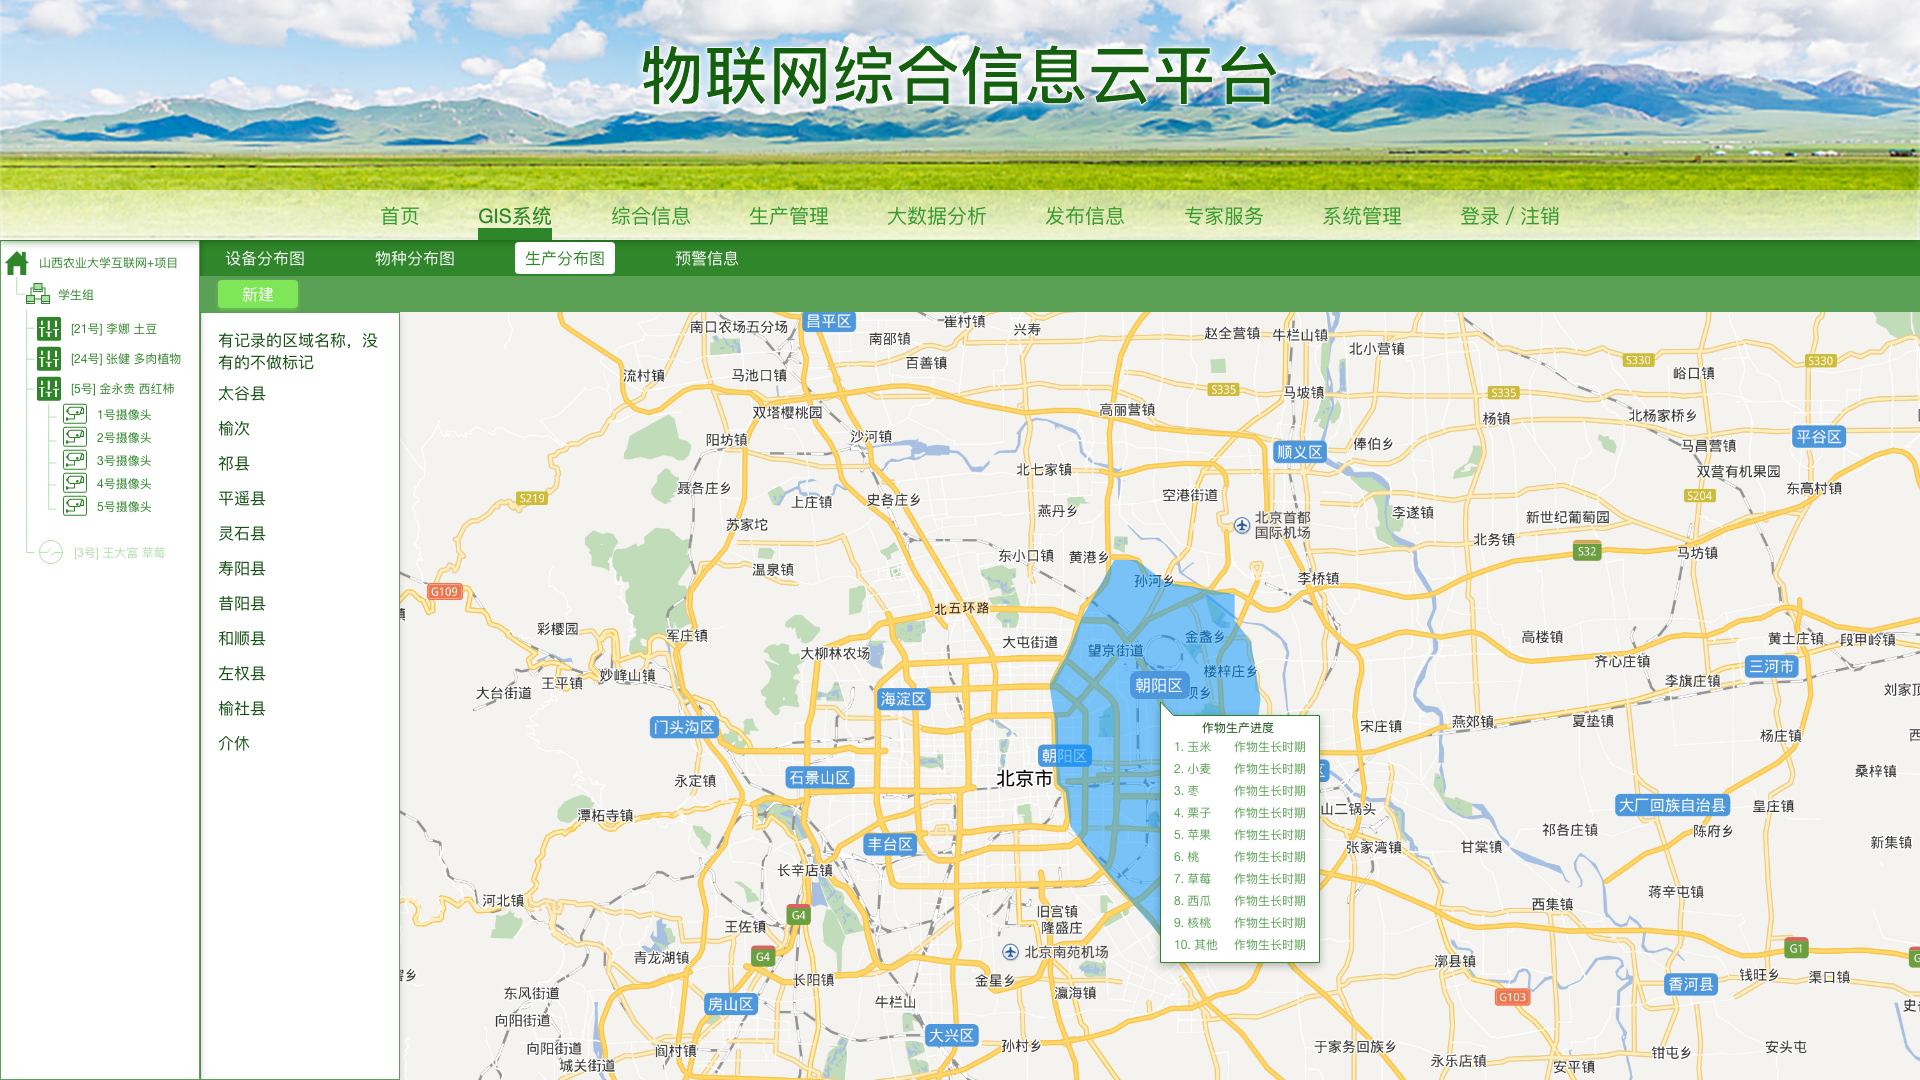 物联网综合信息云平台
首页
GIS系统
综合信息
生产管理
大数据分析
发布信息
专家服务
系统管理
登录 / 注销
设备分布图
物种分布图
生产分布图
预警信息
新建
山西农业大学互联网+项目
学生组
[21号] 李娜 土豆
[24号] 张健 多肉植物
[5号] 金永贵 西红柿
1号摄像头
2号摄像头
3号摄像头
4号摄像头
5号摄像头
[3号] 王大富 草莓
有记录的区域名称，没
有的不做标记
太谷县
榆次
祁县
平遥县
灵石县
寿阳县
昔阳县
和顺县
左权县
榆社县
介休
南口农场五分场
昌平区
崔村镇
兴寿
南邵镇
百善镇
赵全营镇
牛栏山镇
北小营镇
S330
S330
峪口镇
流村镇
马池口镇
S335
马坡镇
S335
双塔樱桃园
高丽营镇
杨镇
北杨家桥乡
阳坊镇
沙河镇
顺义区
俸伯乡
马昌营镇
平谷区
北七家镇
双营有机果园
聂各庄乡
上庄镇
史各庄乡
空港街道
S219
S204
东高村镇
燕丹乡
北京首都
国际机场
李遂镇
新世纪葡萄园
苏家坨
北务镇
S32
马坊镇
东小口镇
黄港乡
温泉镇
孙河乡
李桥镇
G109
镇
北五环路
彩樱园
军庄镇
大屯街道
金盏乡
望京街道
高楼镇
黄土庄镇
段甲岭镇
大柳林农场
齐心庄镇
三河市
妙峰山镇
王平镇
大台街道
楼梓庄乡
朝阳区
坝乡
李旗庄镇
刘家顶
海淀区
门头沟区
宋庄镇
燕郊镇
夏垫镇
杨庄镇
西
朝阳区
北京市
石景山区
永定镇
区
桑梓镇
潭柘寺镇
山二锅头
大厂回族自治县
皇庄镇
祁各庄镇
陈府乡
丰台区
张家湾镇
甘棠镇
新集镇
长辛店镇
蒋辛屯镇
河北镇
G4
旧宫镇
隆盛庄
西集镇
王佐镇
G4
青龙湖镇
北京南苑机场
G1
G
漷县镇
钱旺乡
渠口镇
香河县
长阳镇
金星乡
瀛海镇
东风街道
G103
房山区
牛栏山
史各
向阳街道
大兴区
孙村乡
向阳街道
阎村镇
城关街道
于家务回族乡
永乐店镇
钳屯乡
安头屯
安平镇
作物生产进度
1. 玉米 作物生长时期
2. 小麦 作物生长时期
3. 枣 作物生长时期
4. 栗子 作物生长时期
5. 苹果 作物生长时期
6. 桃 作物生长时期
7. 草莓 作物生长时期
8. 西瓜 作物生长时期
9. 核桃 作物生长时期
10. 其他 作物生长时期